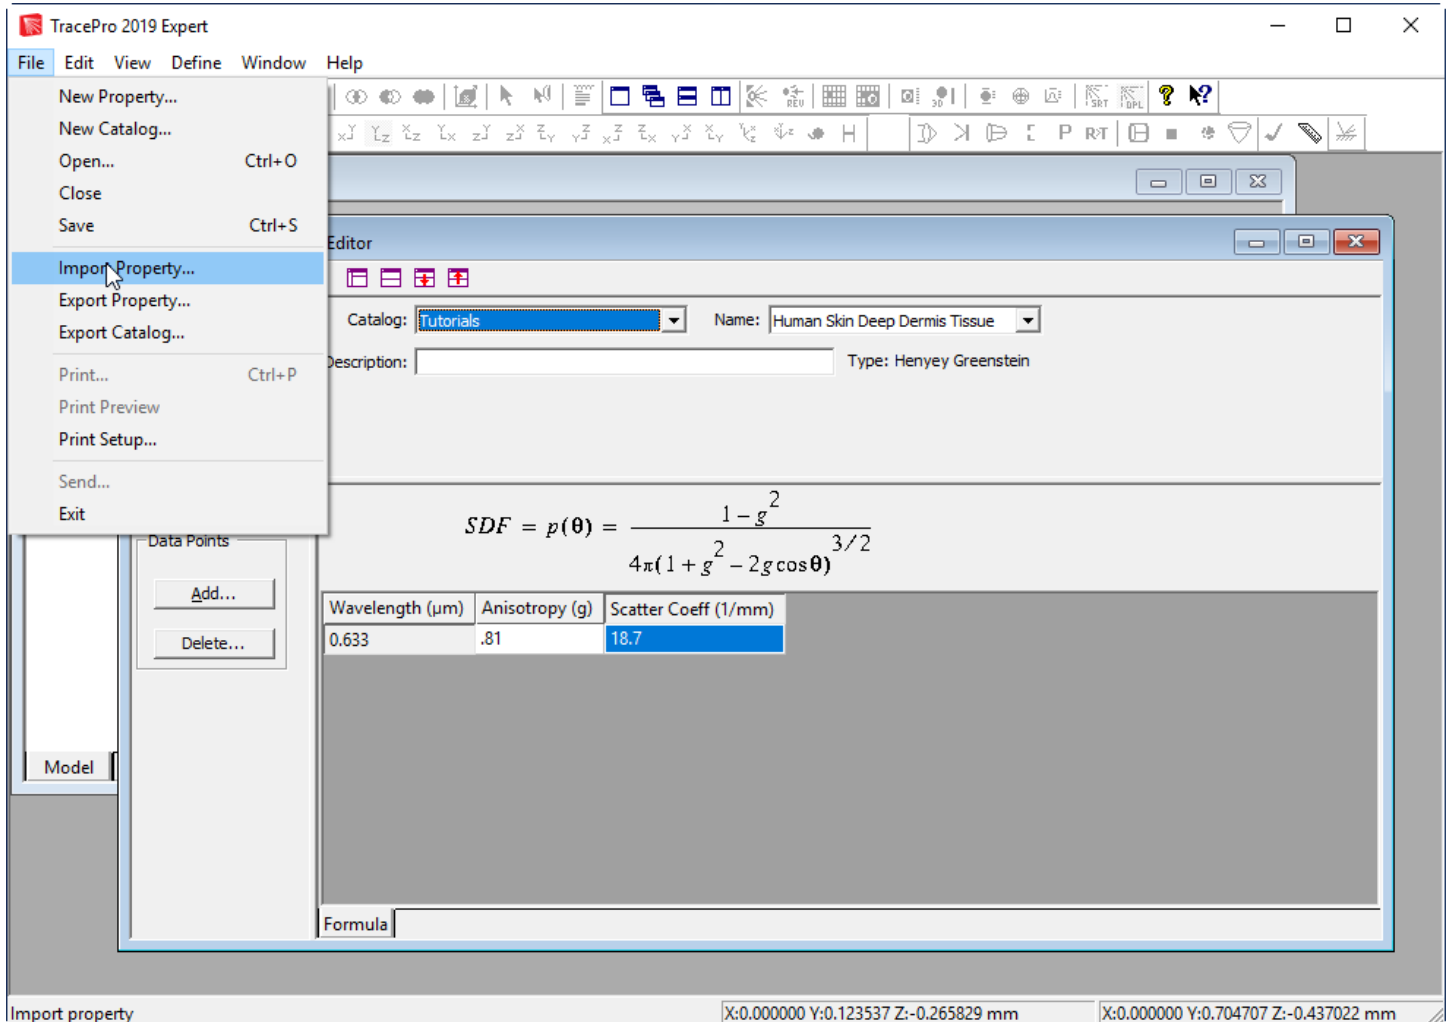 TracePro 2019 Expert
File Edit View Define Window Help
New Property...
New Catalog...
Open... Ctrl+O
Close
Save Ctrl+S
Import Property...
Export Property...
Export Catalog...
Print... Ctrl+P
Print Preview
Print Setup...
Send...
Exit
Editor
Catalog: Tutorials Name: Human Skin Deep Dermis Tissue
Description: Type: Henyey Greenstein
SDF = p(θ) = 1 - g^2 / 4π(1 + g^2 - 2g cosθ)^3/2
Data Points
Add...
Delete...
Wavelength (µm) Anisotropy (g) Scatter Coeff (1/mm)
0.633 .81 18.7
Model
Formula
Import property X:0.000000 Y:0.123537 Z:-0.265829 mm X:0.000000 Y:0.704707 Z:-0.437022 mm